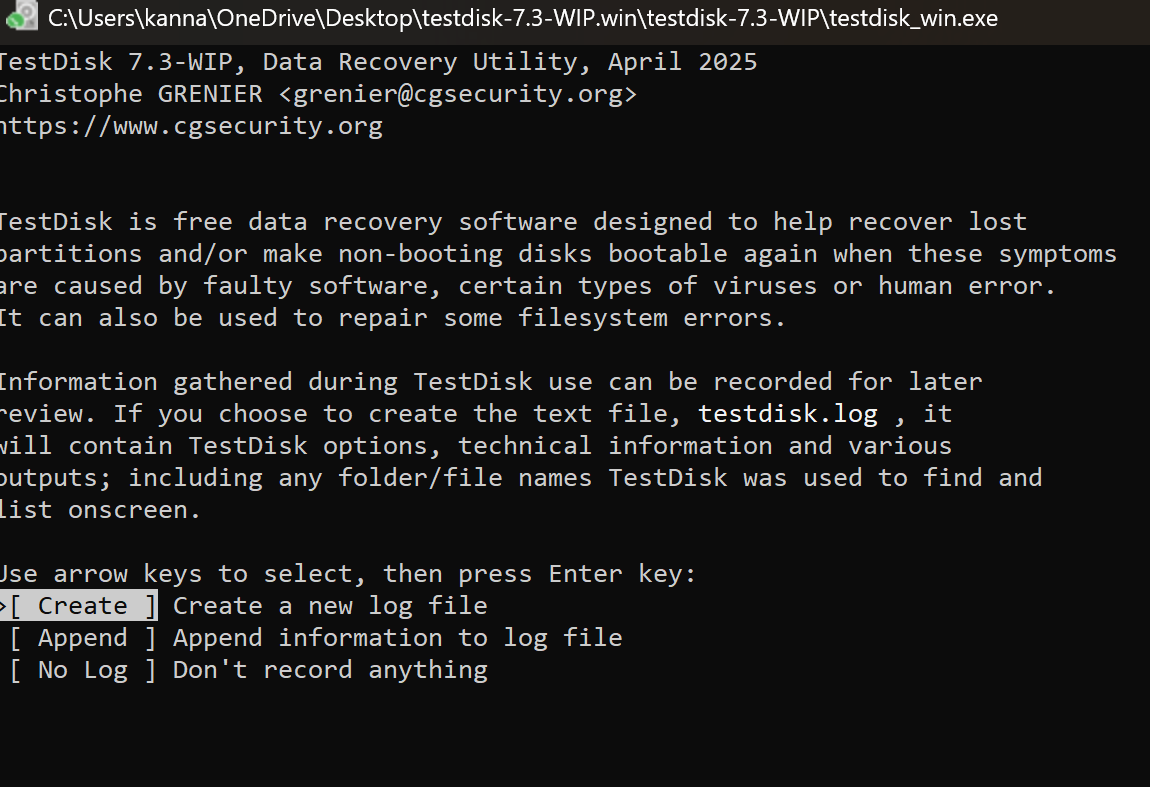 C:\Users\kanna\OneDrive\Desktop\testdisk-7.3-WIP.win\testdisk-7.3-WIP\testdisk_win.exe
TestDisk 7.3-WIP, Data Recovery Utility, April 2025
Christophe GRENIER <grenier@cgsecurity.org>
https://www.cgsecurity.org
TestDisk is free data recovery software designed to help recover lost
partitions and/or make non-booting disks bootable again when these symptoms
are caused by faulty software, certain types of viruses or human error.
It can also be used to repair some filesystem errors.
Information gathered during TestDisk use can be recorded for later
review. If you choose to create the text file, testdisk.log , it
will contain TestDisk options, technical information and various
outputs; including any folder/file names TestDisk was used to find and
list onscreen.
Use arrow keys to select, then press Enter key:
>[ Create ] Create a new log file
[ Append ] Append information to log file
[ No Log ] Don't record anything